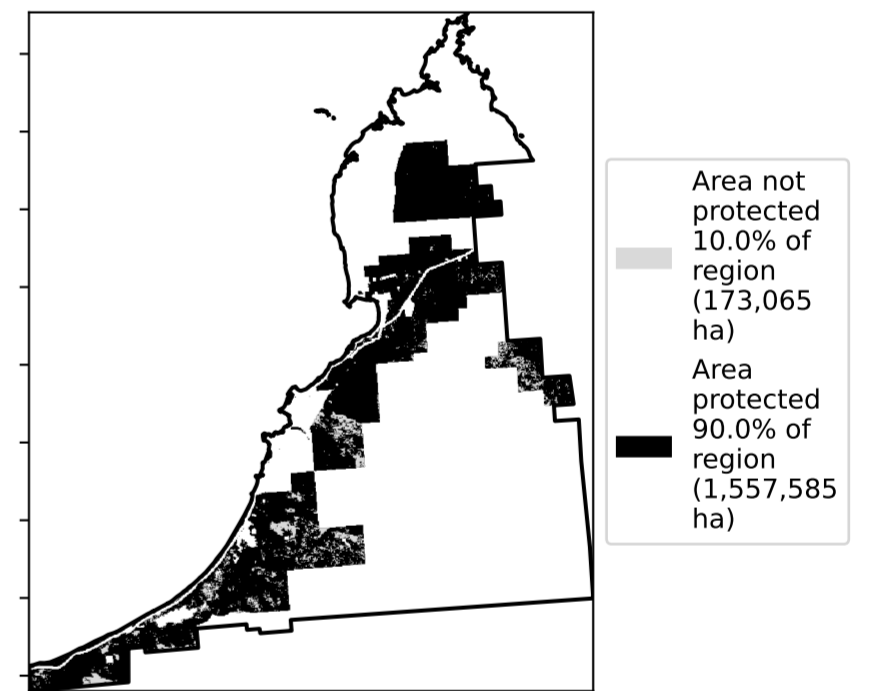 Area not
protected
10.0% of
region
(173,065
ha)
Area
protected
90.0% of
region
(1,557,585
ha)